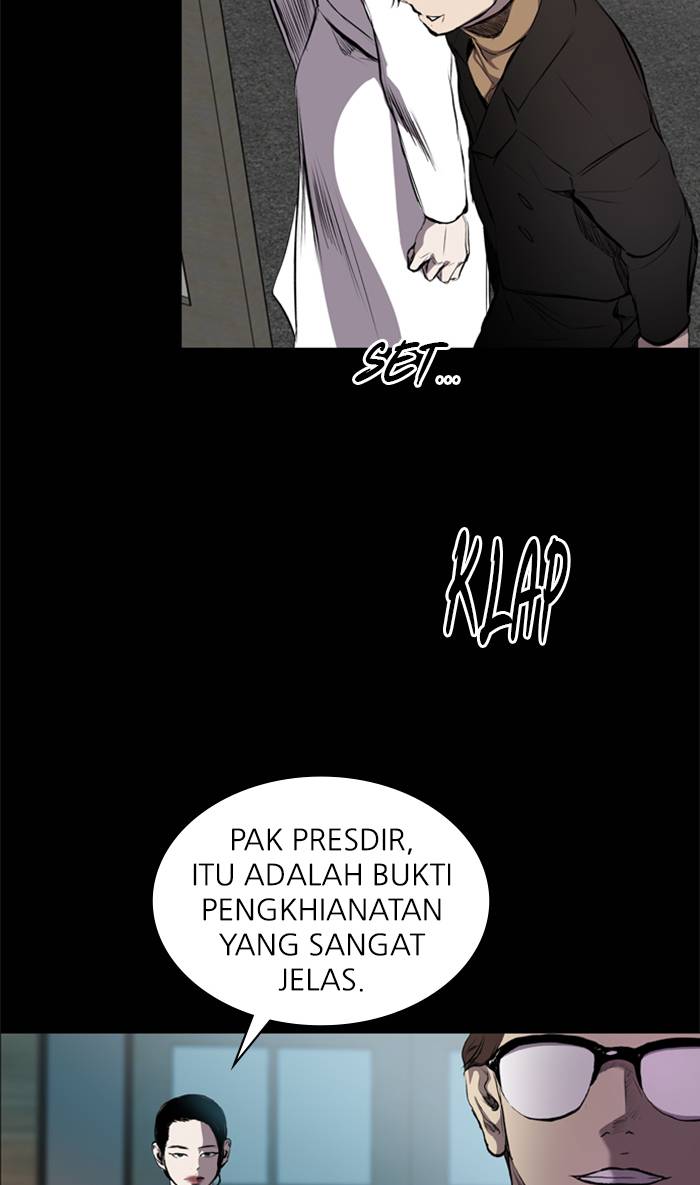 SET...
KLAP
PAK PRESDIR,
ITU ADALAH BUKTI
PENGKHIANATAN
YANG SANGAT
JELAS.